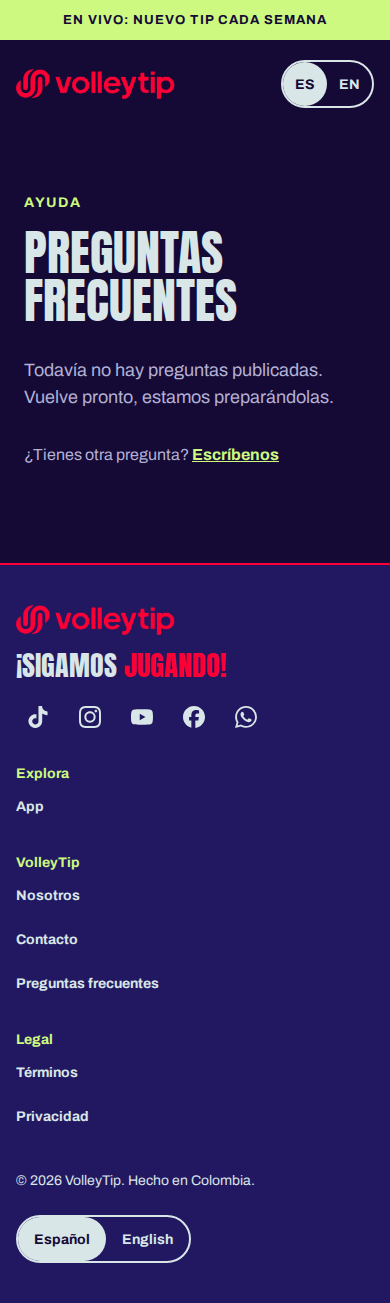 EN VIVO: NUEVO TIP CADA SEMANA
volleytip
ES EN
AYUDA
PREGUNTAS
FRECUENTES
Todavía no hay preguntas publicadas.
Vuelve pronto, estamos preparándolas.
¿Tienes otra pregunta? Escríbenos
volleytip
¡SIGAMOS JUGANDO!
Explora
App
VolleyTip
Nosotros
Contacto
Preguntas frecuentes
Legal
Términos
Privacidad
© 2026 VolleyTip. Hecho en Colombia.
Español English